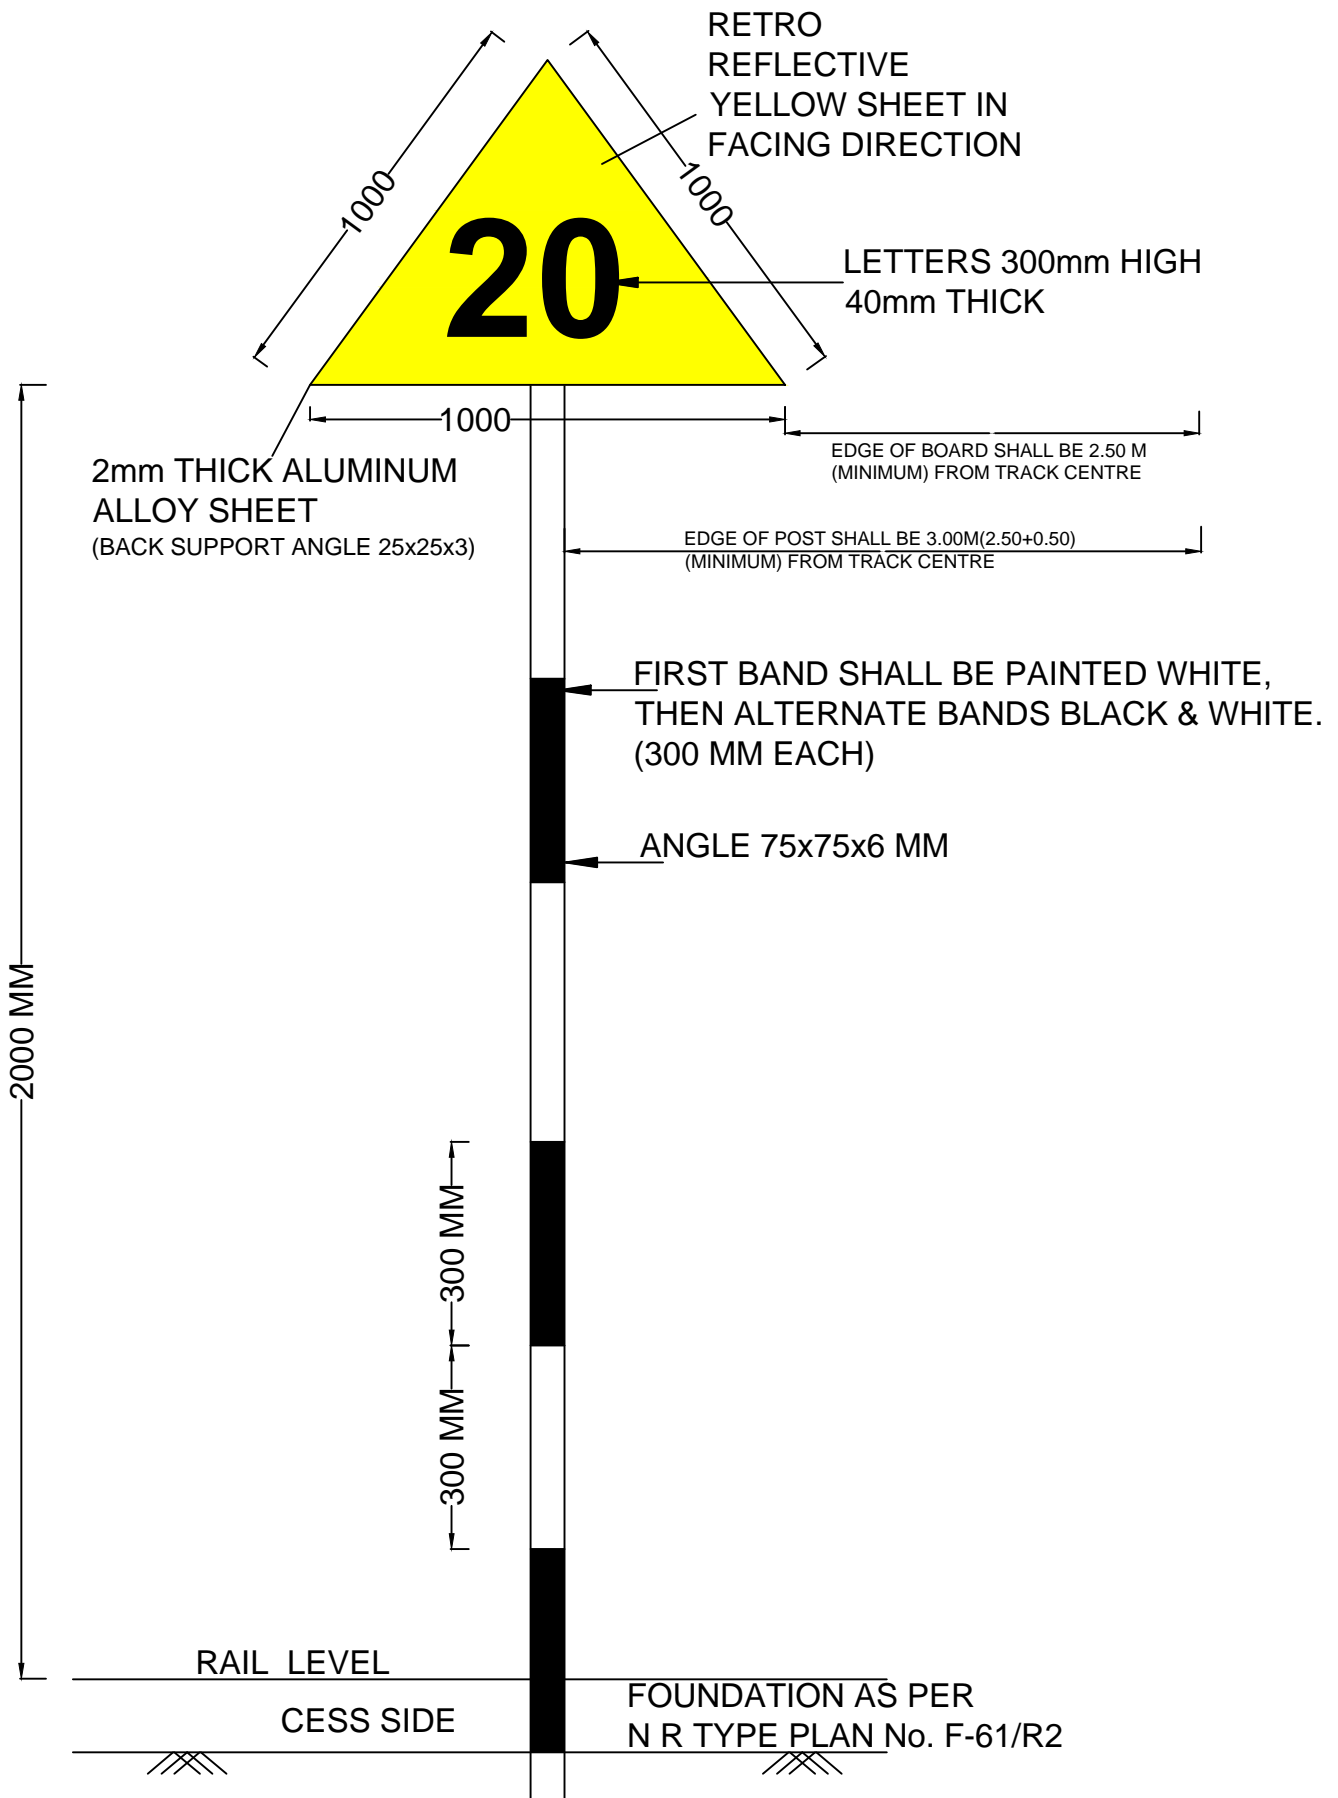 RETRO
REFLECTIVE
YELLOW SHEET IN
FACING DIRECTION
1000
1000
20
LETTERS 300mm HIGH
40mm THICK
1000
EDGE OF BOARD SHALL BE 2.50 M
(MINIMUM) FROM TRACK CENTRE
2mm THICK ALUMINUM
ALLOY SHEET
(BACK SUPPORT ANGLE 25x25x3)
EDGE OF POST SHALL BE 3.00M(2.50+0.50)
(MINIMUM) FROM TRACK CENTRE
FIRST BAND SHALL BE PAINTED WHITE,
THEN ALTERNATE BANDS BLACK & WHITE.
(300 MM EACH)
ANGLE 75x75x6 MM
2000 MM
300 MM
300 MM
RAIL LEVEL
CESS SIDE
FOUNDATION AS PER
N R TYPE PLAN No. F-61/R2